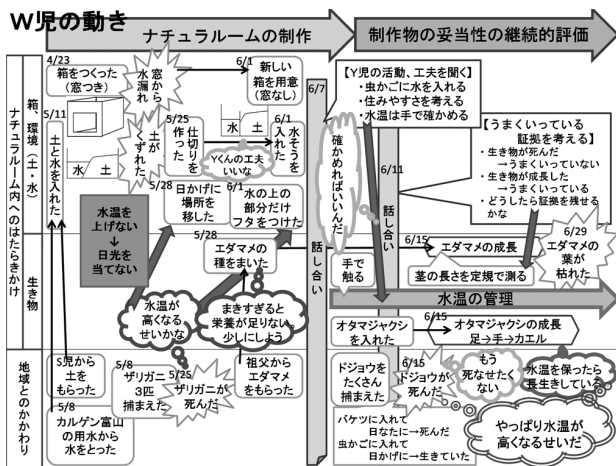 W児の動き
ナチュラルームの制作
制作物の妥当性の継続的評価
ナチュラルーム内へのはたらきかけ
箱、環境（土・水）
生き物
地域とのかかわり
4/23
箱をつくった
（窓つき）
窓から
水漏れ
6/1
新しい
箱を用意
（窓なし）
5/11
土と水を入れた
水
土
土が
くずれた
5/25
仕切りを
作った
水
土
6/1
水そうを
入れた
Yくんの工夫
いいな
5/28
日かげに
場所を
移した
6/1
水の上の
部分だけ
フタをつけた
水温を
上げない
↓
日光を
当てない
5/28
エダマメの
種をまいた
水温が
高くなる
せいかな
まきすぎると
栄養が足りない。
少しにしよう
S児から
土を
もらった
5/8
カルゲン富山
の用水から
水をとった
5/8
ザリガニ
3匹
捕まえた
5/25
ザリガニが
死んだ
祖父から
エダマメ
をもらった
6/7
話し合い
【Y児の活動、工夫を聞く】
・虫かごに水を入れる
・住みやすさを考える
・水温は手で確かめる
確かめればいいんだ
6/11
話し合い
【うまくいっている
証拠を考える】
・生き物が死んだ
→うまくいっていない
・生き物が成長した
→うまくいっている
・どうしたら証拠を残せる
かな
6/15
エダマメの成長
6/29
エダマメの
葉が
枯れた
茎の長さを定規で測る
手で
触る
水温の管理
オタマジャクシ
を入れた
6/15
オタマジャクシの成長
足→手→カエル
ドジョウを
たくさん
捕まえた
6/15
ドジョウが
死んだ
もう
死なせたく
ない
水温を保ったら
長生きしている
バケツに入れて
日なたに→死んだ
虫かごに入れて
日かげに→生きていた
やっぱり水温が
高くなるせいだ